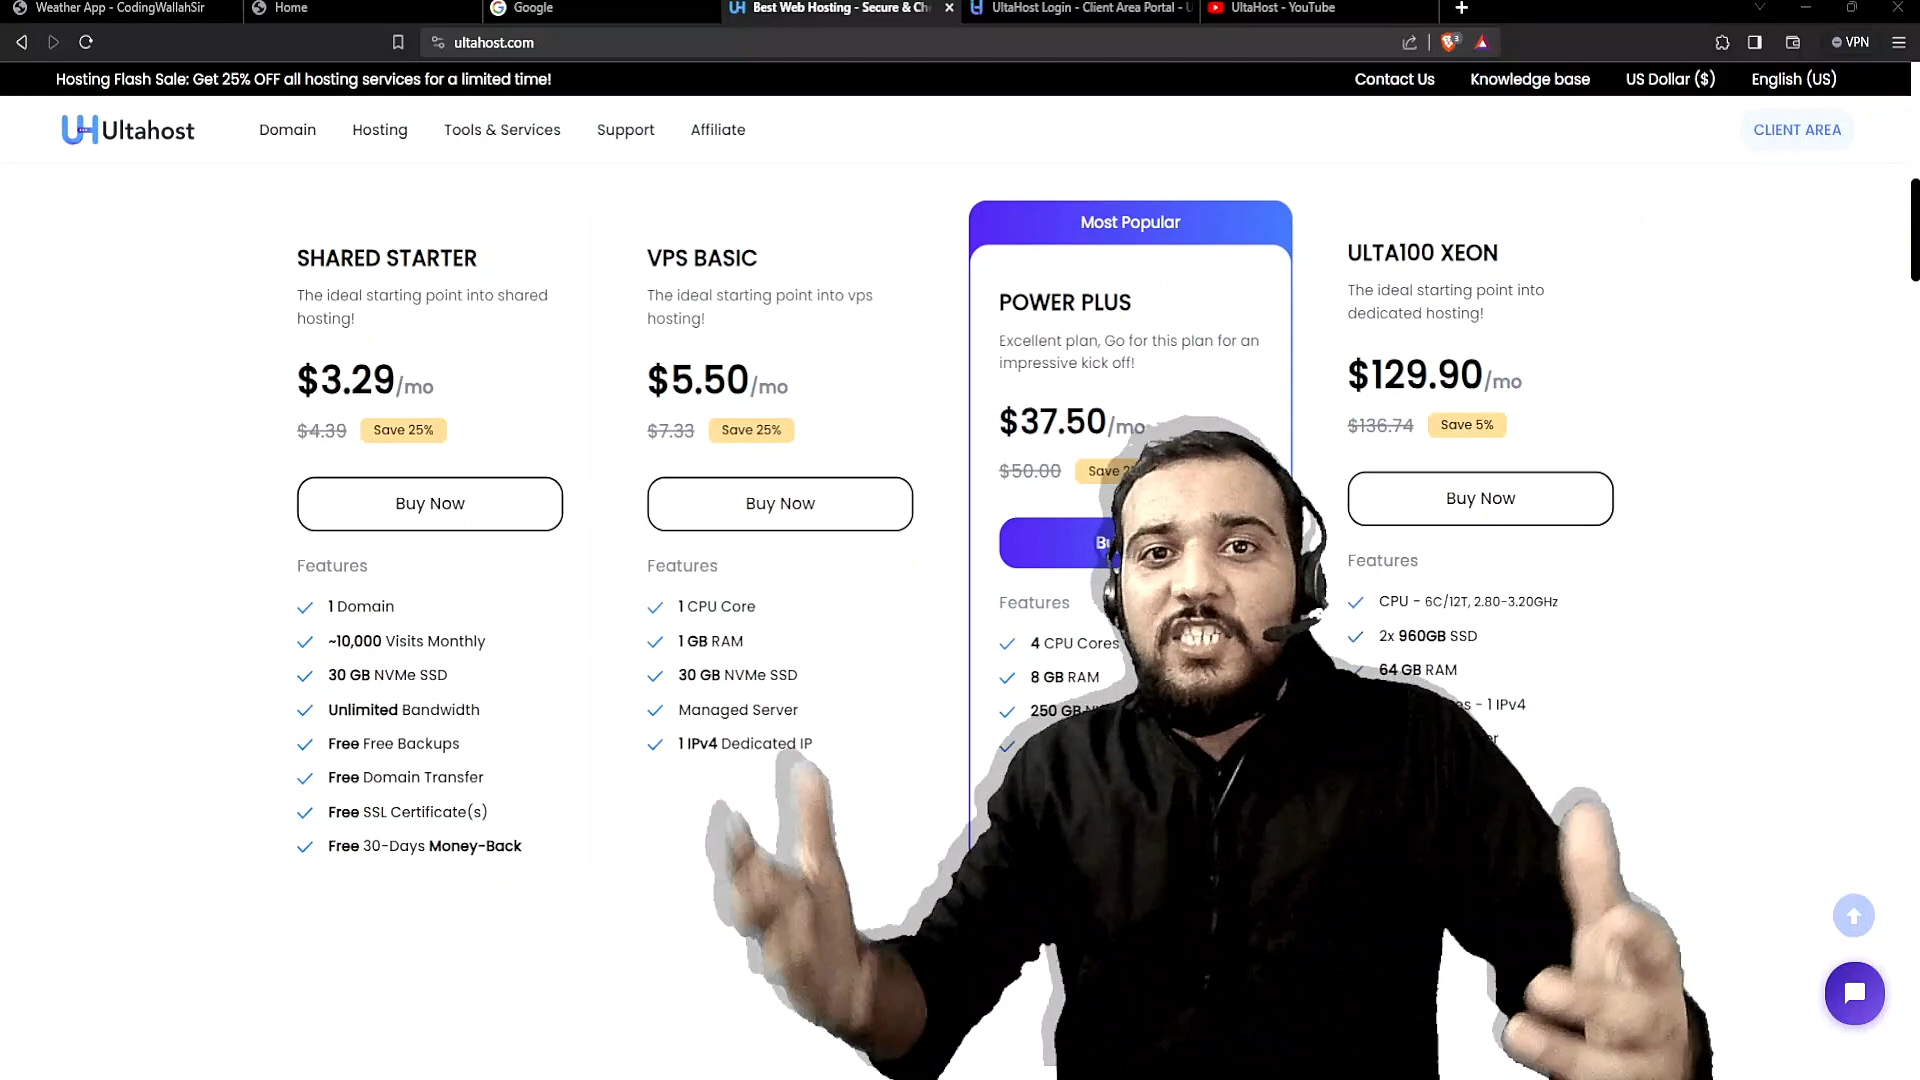 Weather App - CodingWallahSir
Home
Google
Best Web Hosting - Secure & Ch
UltaHost Login - Client Area Portal - U
UltaHost - YouTube
ultahost.com
3
VPN
Hosting Flash Sale: Get 25% OFF all hosting services for a limited time!
Contact Us
Knowledge base
US Dollar ($)
English (US)
UH Ultahost
Domain
Hosting
Tools & Services
Support
Affiliate
CLIENT AREA
SHARED STARTER
The ideal starting point into shared
hosting!
$3.29/mo
$4.39 Save 25%
Buy Now
Features
1 Domain
~10,000 Visits Monthly
30 GB NVMe SSD
Unlimited Bandwidth
Free Free Backups
Free Domain Transfer
Free SSL Certificate(s)
Free 30-Days Money-Back
VPS BASIC
The ideal starting point into vps
hosting!
$5.50/mo
$7.33 Save 25%
Buy Now
Features
1 CPU Core
1 GB RAM
30 GB NVMe SSD
Managed Server
1 IPv4 Dedicated IP
Most Popular
POWER PLUS
Excellent plan, Go for this plan for an
impressive kick off!
$37.50/mo
$50.00 Save
Features
4 CPU Cores
8 GB RAM
250 GB
ULTA100 XEON
The ideal starting point into
dedicated hosting!
$129.90/mo
$136.74 Save 5%
Buy Now
Features
CPU - 6C/12T, 2.80-3.20GHz
2x 960GB SSD
64 GB RAM
- 1 IPv4